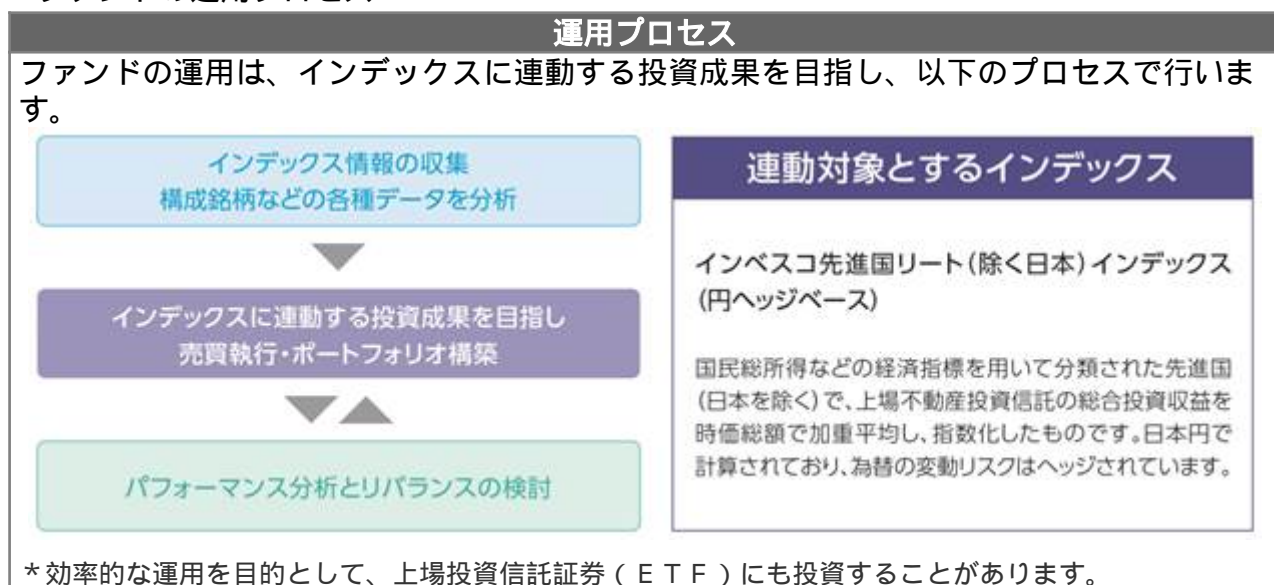 運用プロセス
ファンドの運用は、インデックスに連動する投資成果を目指し、以下のプロセスで行いま
す。
インデックス情報の収集
構成銘柄などの各種データを分析
インデックスに連動する投資成果を目指し
売買執行・ポートフォリオ構築
パフォーマンス分析とリバランスの検討
連動対象とするインデックス
インベスコ先進国リート(除く日本)インデックス
(円ヘッジベース)
国民総所得などの経済指標を用いて分類された先進国
(日本を除く)で、上場不動産投資信託の総合投資収益を
時価総額で加重平均し、指数化したものです。日本円で
計算されており、為替の変動リスクはヘッジされています。
*効率的な運用を目的として、上場投資信託証券(ETF)にも投資することがあります。